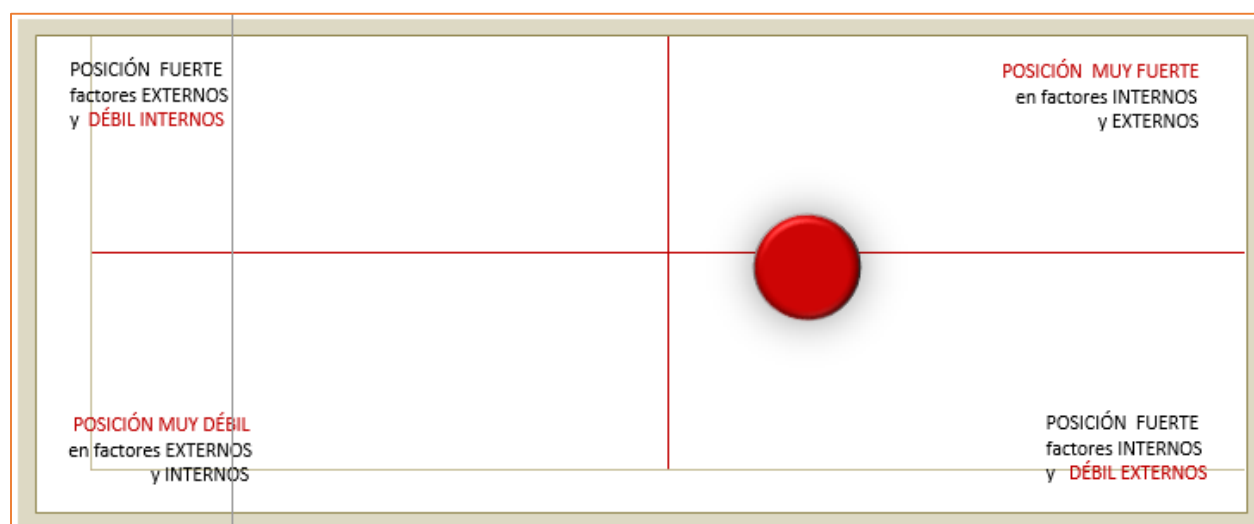 POSICIÓN FUERTE
factores EXTERNOS
y DÉBIL INTERNOS
POSICIÓN MUY FUERTE
en factores INTERNOS
y EXTERNOS
POSICIÓN MUY DÉBIL
en factores EXTERNOS
y INTERNOS
POSICIÓN FUERTE
factores INTERNOS
y DÉBIL EXTERNOS